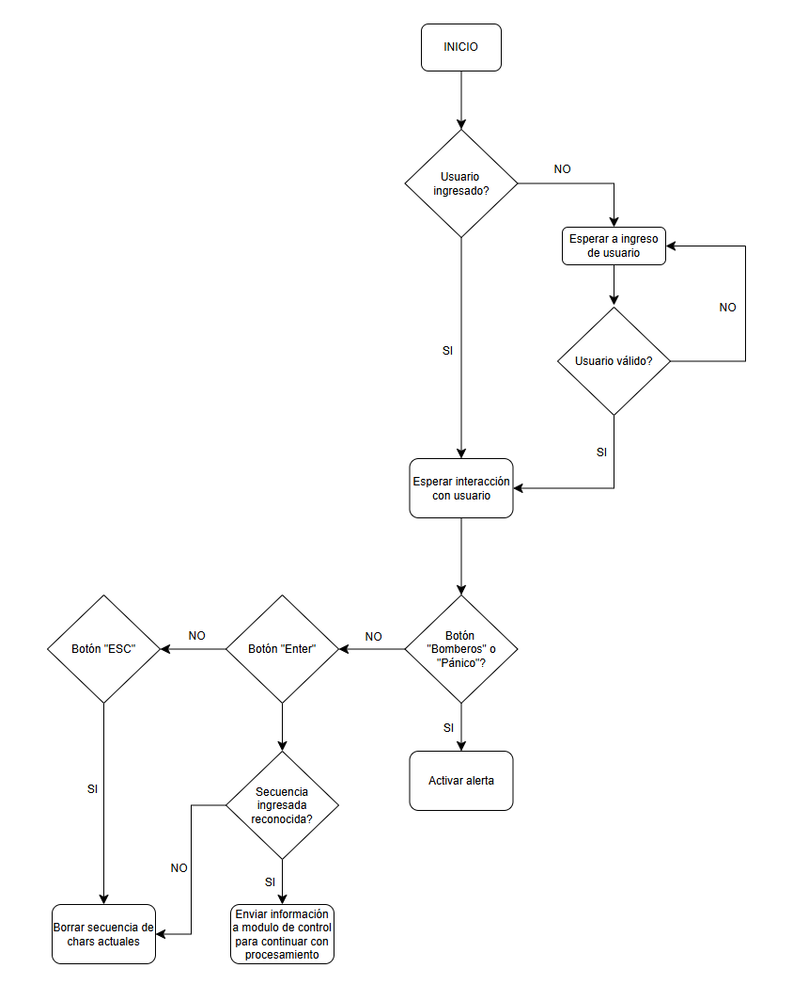 INICIO
Usuario
ingresado?
NO
Esperar a ingreso
de usuario
NO
SI
Usuario válido?
SI
Esperar interacción
con usuario
Botón "ESC"
NO
Botón "Enter"
NO
Botón
"Bomberos" o
"Pánico"?
SI
Activar alerta
SI
Secuencia
ingresada
reconocida?
NO
SI
Borrar secuencia de
chars actuales
Enviar información
a modulo de control
para continuar con
procesamiento